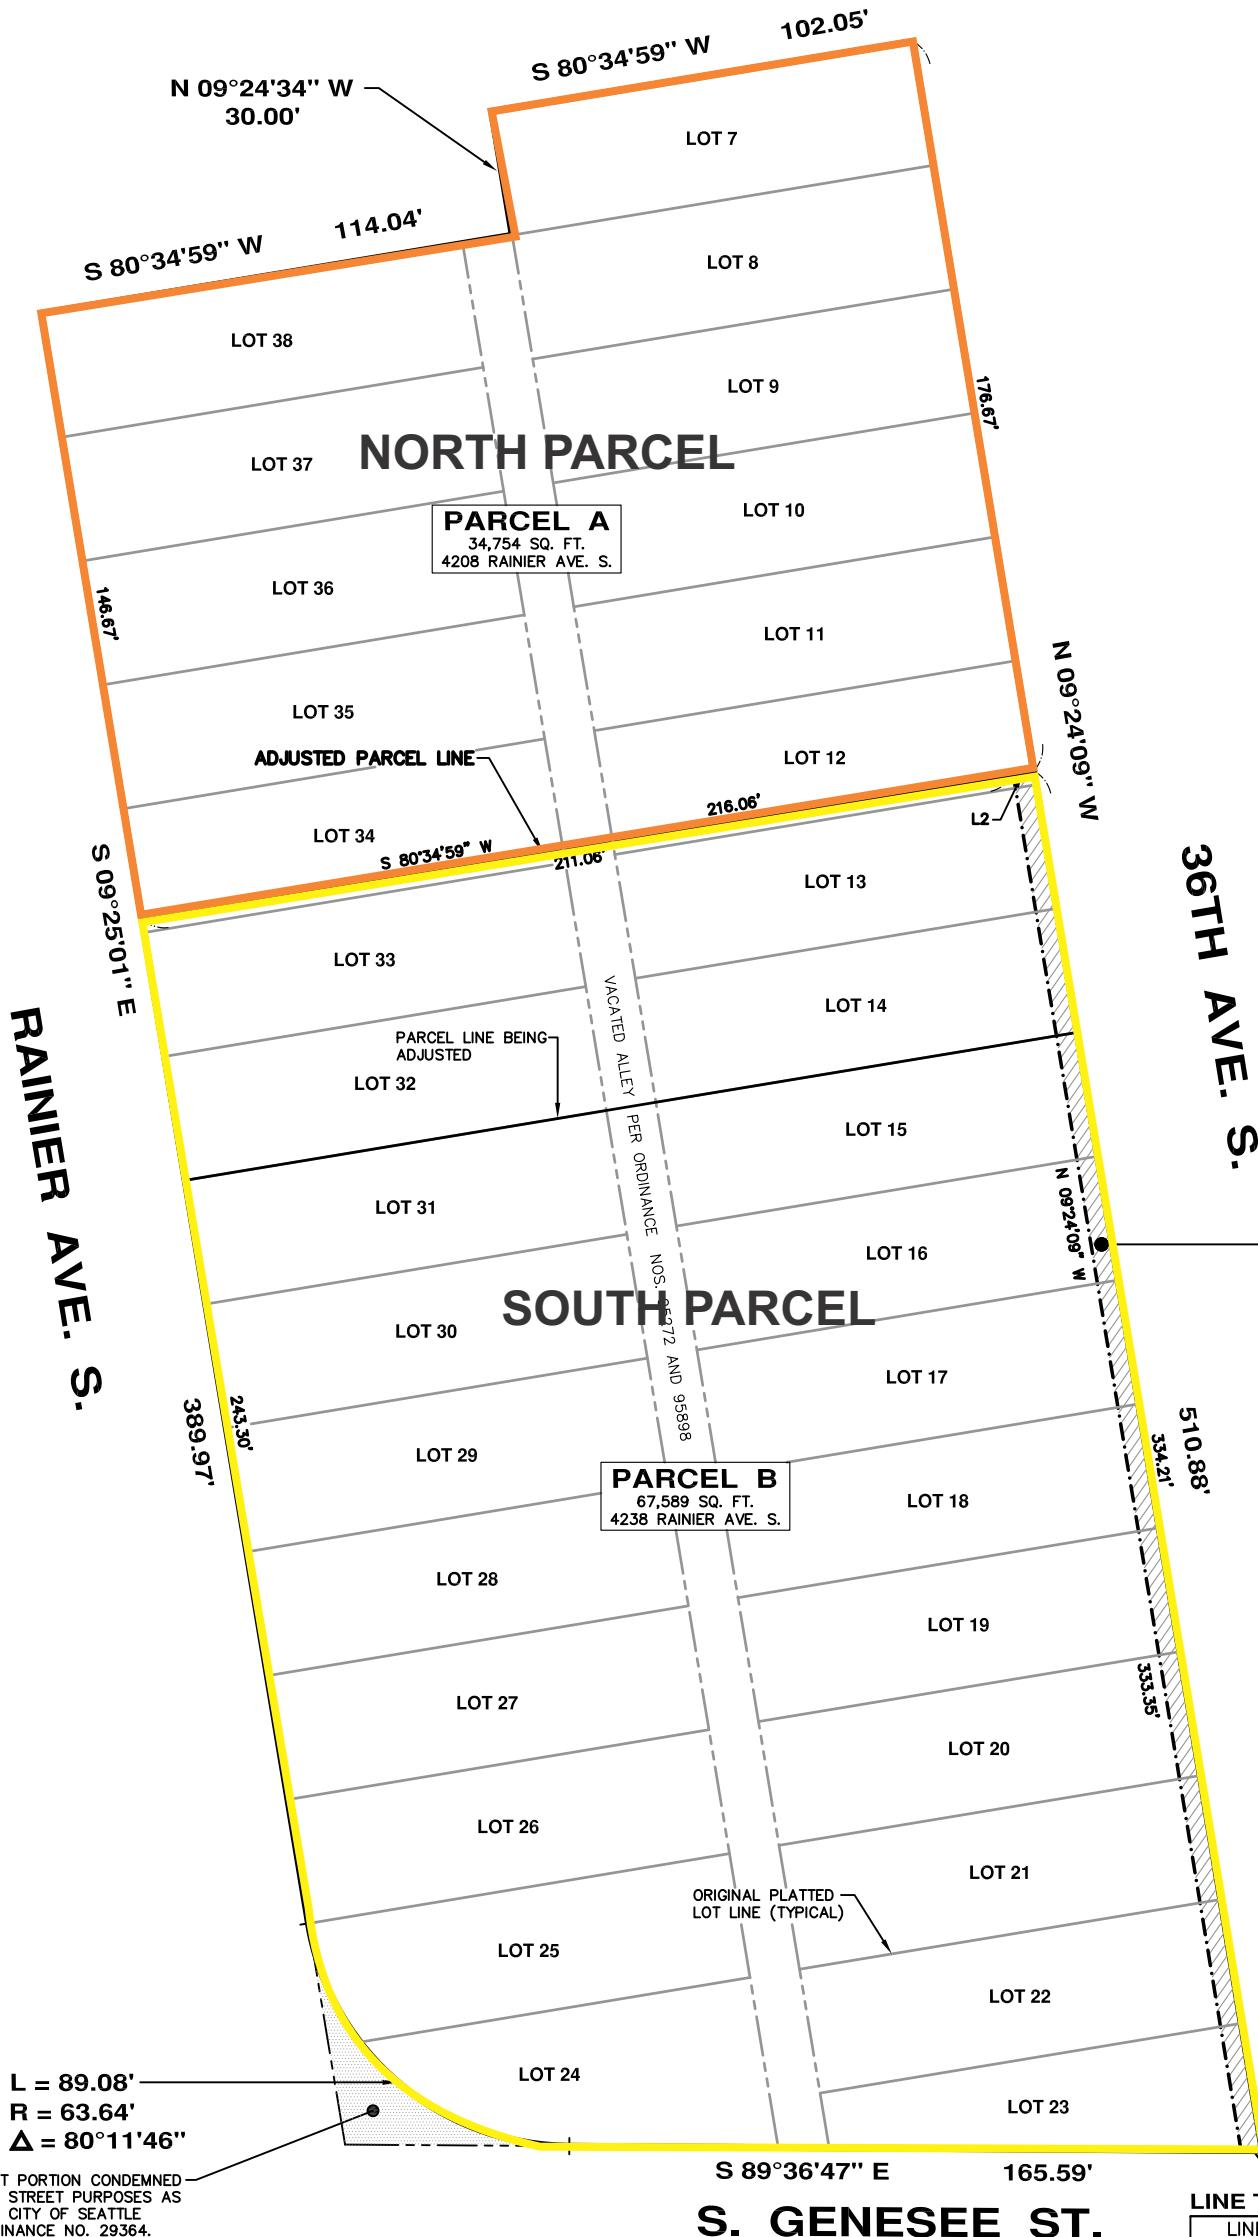 102.05'
S 80°34'59" W
N 09°24'34" W
30.00'
LOT 7
114.04'
S 80°34'59" W
LOT 8
LOT 38
LOT 9
176.67'
NORTH PARCEL
LOT 37
LOT 10
PARCEL A
34,754 SQ. FT.
4208 RAINIER AVE. S.
LOT 36
146.67'
LOT 11
N 09°24'09" W
LOT 35
ADJUSTED PARCEL LINE
LOT 12
216.06'
L2
LOT 34
S 80°34'59" W
211.06'
S 09°25'01" E
36TH AVE. S.
LOT 13
LOT 33
LOT 14
VACATED ALLEY PER ORDINANCE NOS. 95272 AND 95898
PARCEL LINE BEING
ADJUSTED
LOT 32
RAINIER AVE. S.
LOT 15
LOT 31
N 09°24'09" W
LOT 16
SOUTH PARCEL
LOT 30
LOT 17
389.97'
243.30'
510.88'
334.21'
LOT 29
PARCEL B
67,589 SQ. FT.
4238 RAINIER AVE. S.
LOT 18
LOT 28
LOT 19
333.35'
LOT 27
LOT 20
LOT 26
LOT 21
ORIGINAL PLATTED
LOT LINE (TYPICAL)
LOT 25
LOT 22
LOT 24
L = 89.08'
R = 63.64'
Δ = 80°11'46"
LOT 23
T PORTION CONDEMNED
STREET PURPOSES AS
CITY OF SEATTLE
INANCE NO. 29364.
S 89°36'47" E
165.59'
S. GENESEE ST.
LINE T
LINE